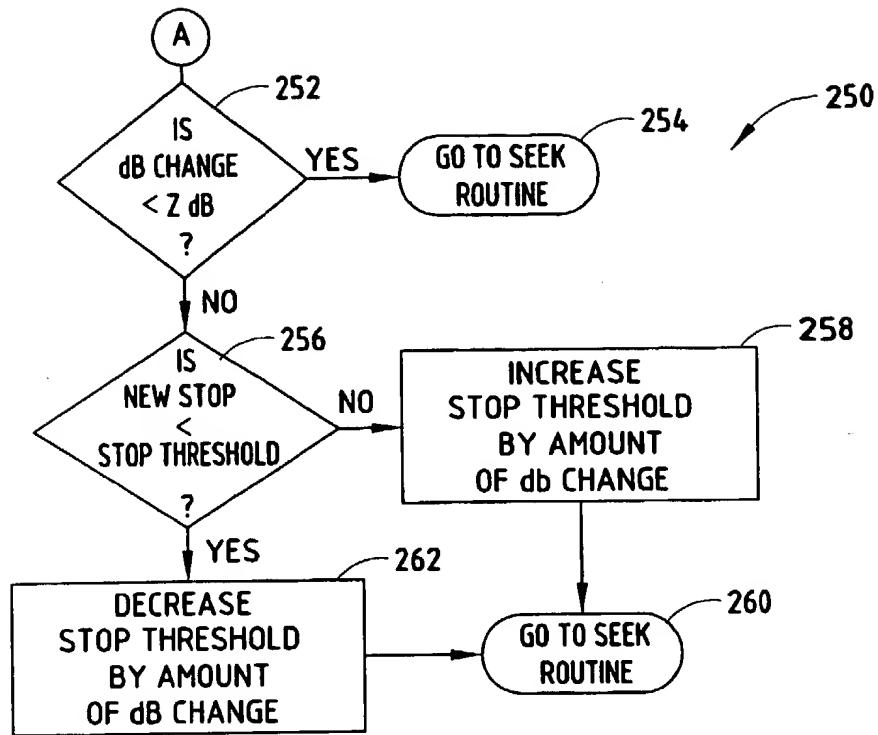 A
252
IS
dB CHANGE
< Z dB
?
YES
254
GO TO SEEK
ROUTINE
250
NO
256
IS
NEW STOP
<
STOP THRESHOLD
?
NO
258
INCREASE
STOP THRESHOLD
BY AMOUNT
OF db CHANGE
YES
262
DECREASE
STOP THRESHOLD
BY AMOUNT
OF dB CHANGE
260
GO TO SEEK
ROUTINE